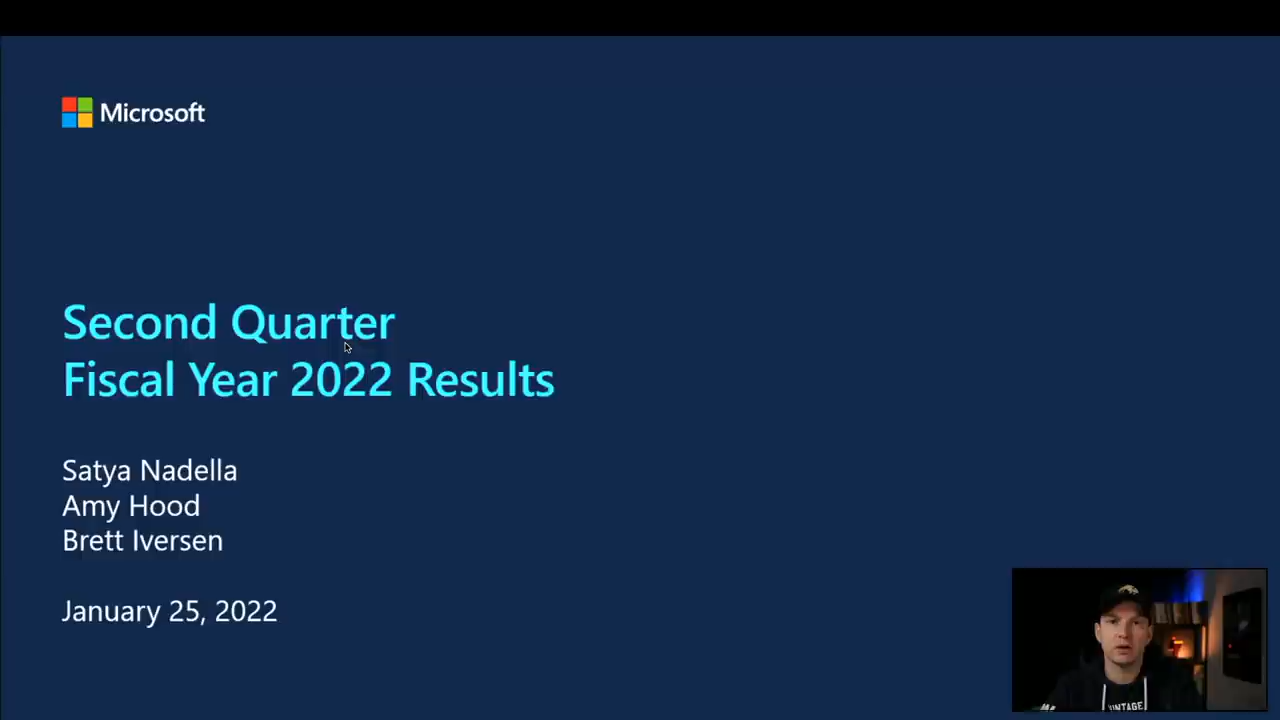 Microsoft
Second Quarter
Fiscal Year 2022 Results
Satya Nadella
Amy Hood
Brett Iversen
January 25, 2022